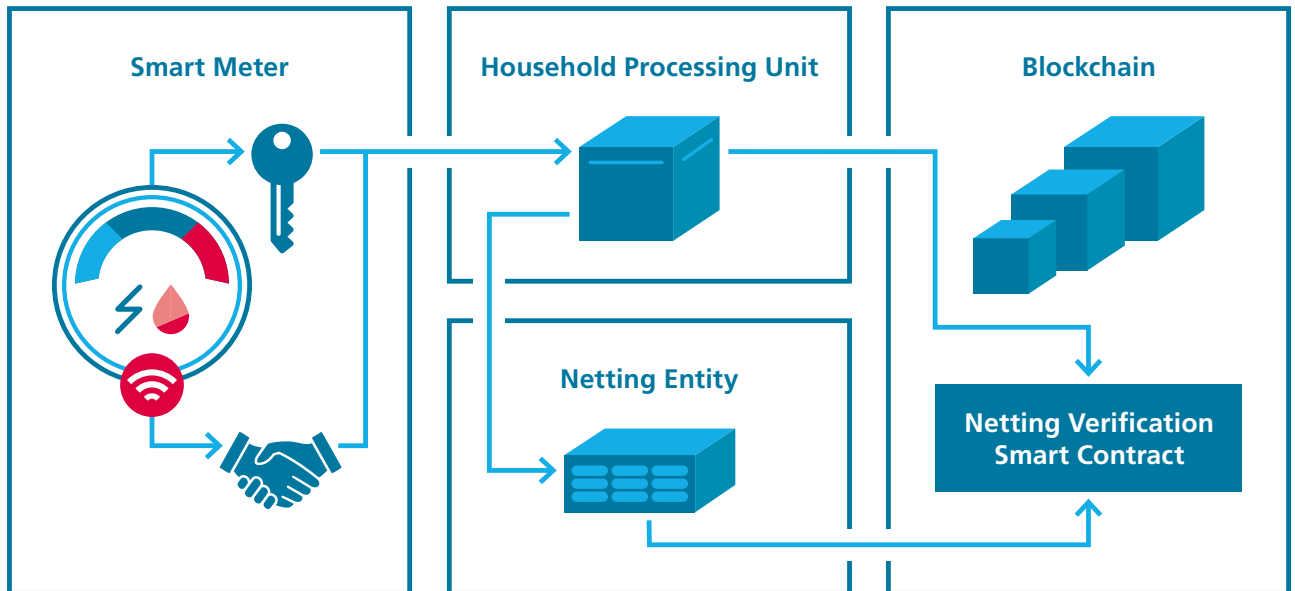 Smart Meter
Household Processing Unit
Blockchain
Netting Entity
Netting Verification
Smart Contract